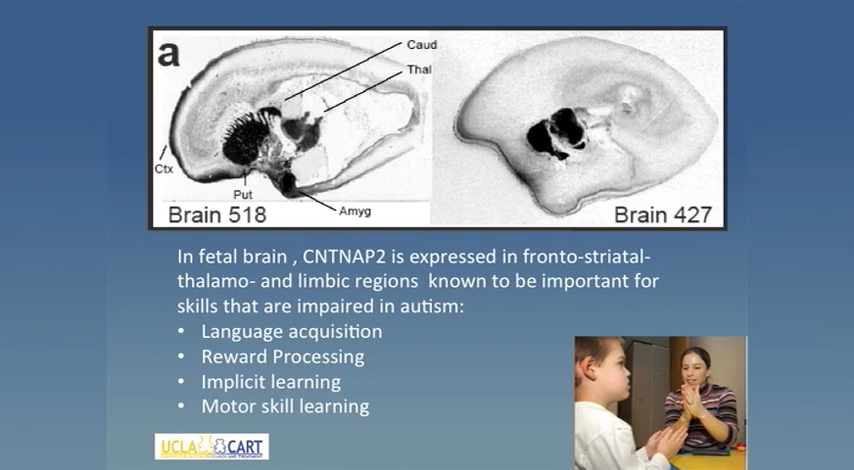 a
Caud
Thal
Ctx
Put
Amyg
Brain 518
Brain 427
In fetal brain , CNTNAP2 is expressed in fronto-striatal-
thalamo- and limbic regions known to be important for
skills that are impaired in autism:
• Language acquisition
• Reward Processing
• Implicit learning
• Motor skill learning
UCLA CART